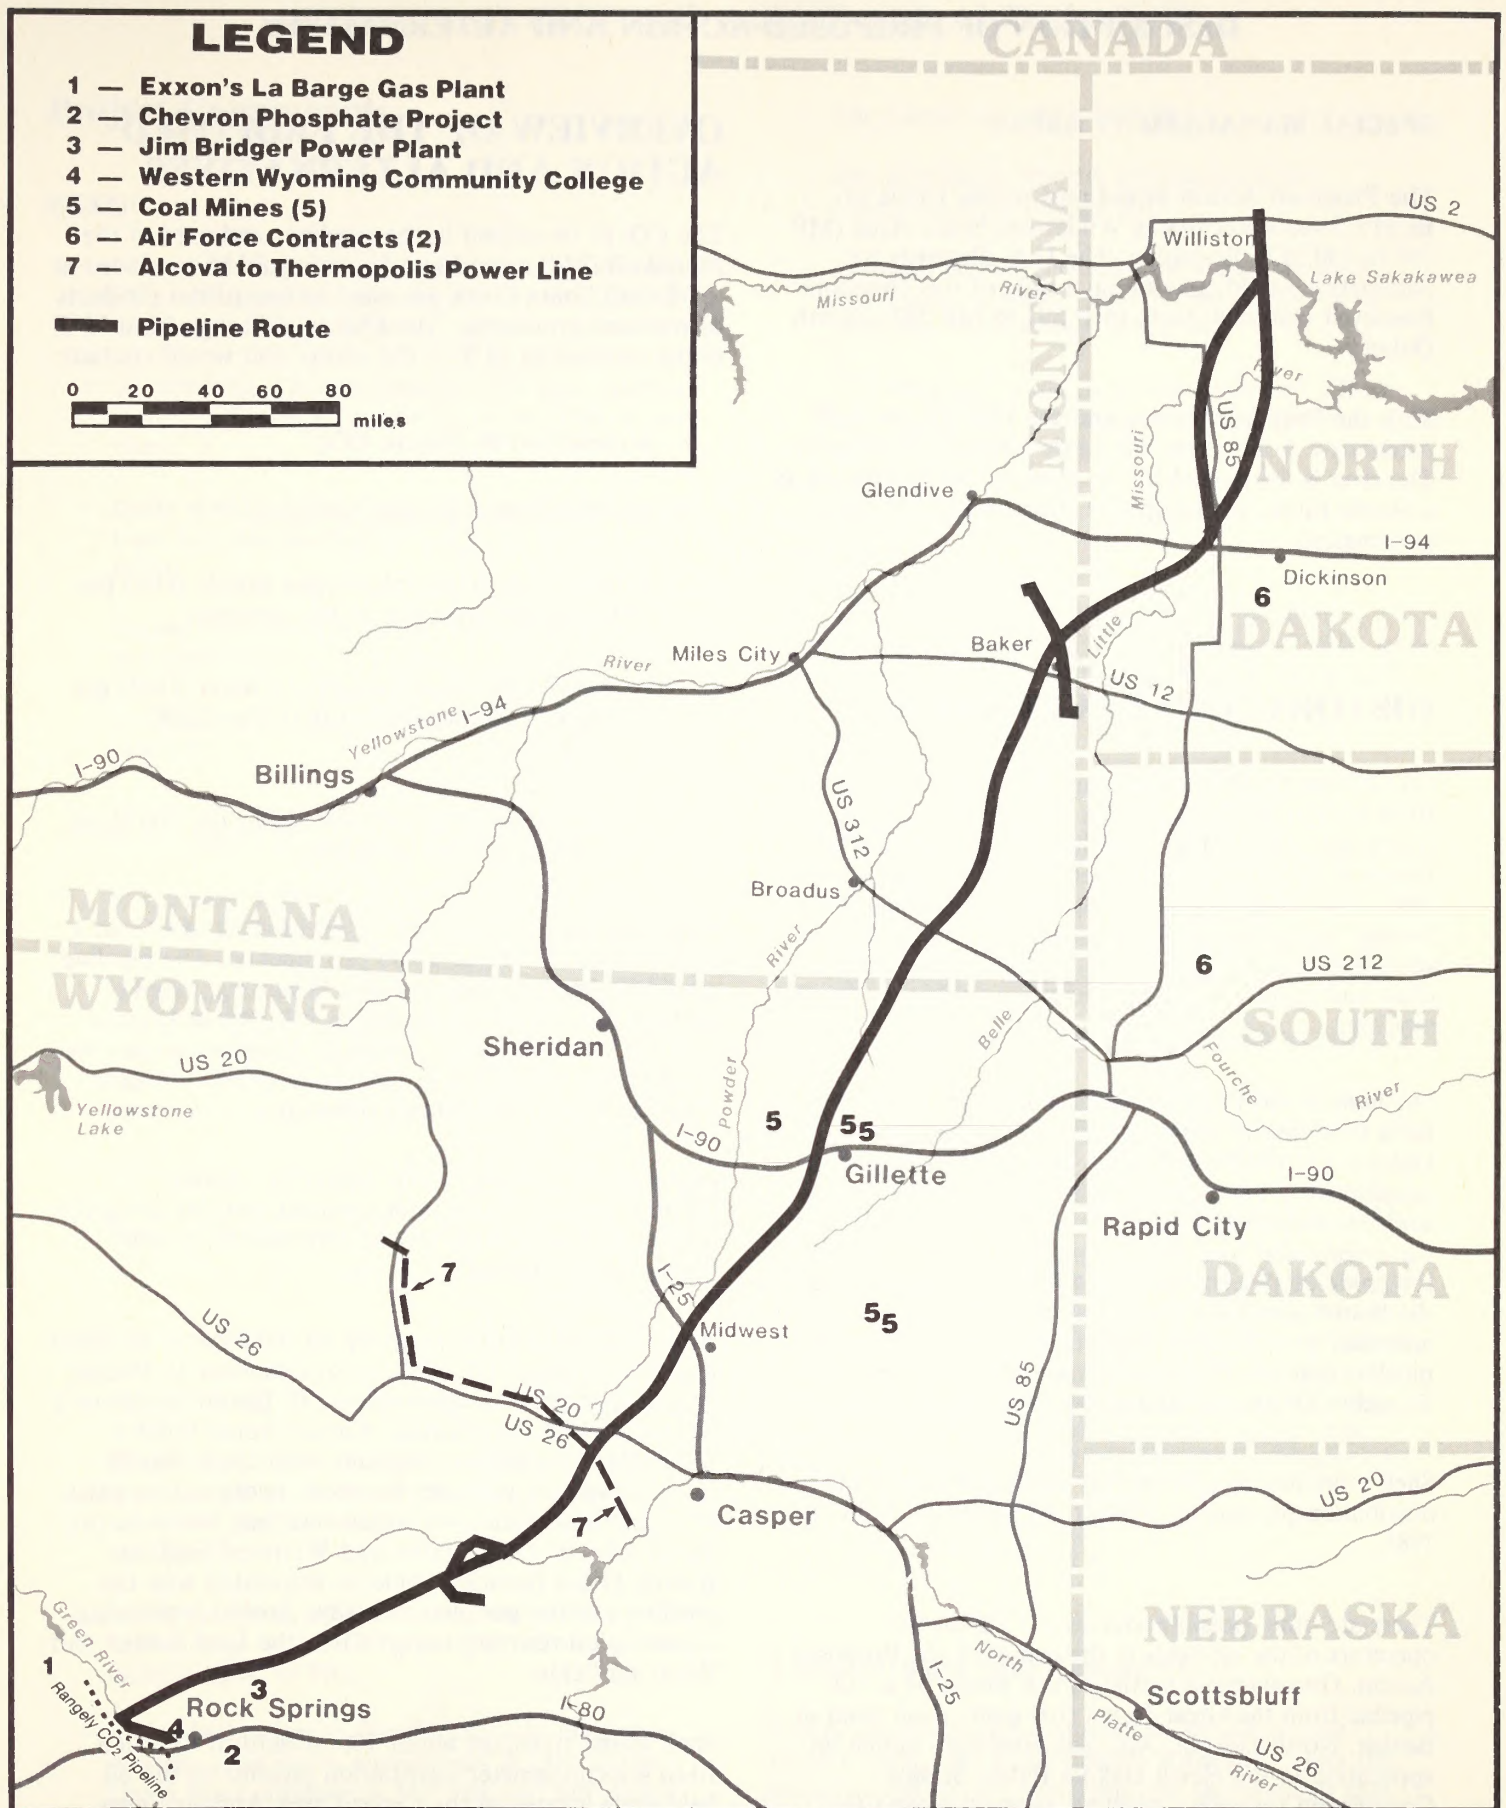 LEGEND
1 — Exxon's La Barge Gas Plant
2 — Chevron Phosphate Project
3 — Jim Bridger Power Plant
4 — Western Wyoming Community College
5 — Coal Mines (5)
6 — Air Force Contracts (2)
7 — Alcova to Thermopolis Power Line
Pipeline Route
0 20 40 60 80
miles
CANADA
MONTANA
US 2
Williston
Lake Sakakawea
Missouri River
River
US 85
Missouri
NORTH
Glendive
I-94
Dickinson
6
DAKOTA
Baker
Little
Miles City
River
US 12
Yellowstone
I-94
I-90
Billings
US 312
Broadus
MONTANA
River
6
US 212
WYOMING
SOUTH
Belle
Sheridan
US 20
Fourche
River
Yellowstone
Lake
Powder
5
5
5
I-90
Gillette
I-90
Rapid City
7
DAKOTA
I-25
5
5
US 26
Midwest
US 85
US 20
US 26
US 20
7
Casper
Green River
NEBRASKA
1
North
3
Rock Springs
I-25
Scottsbluff
Rangely CO2 Pipeline
4
2
I-80
Platte
US 26
River